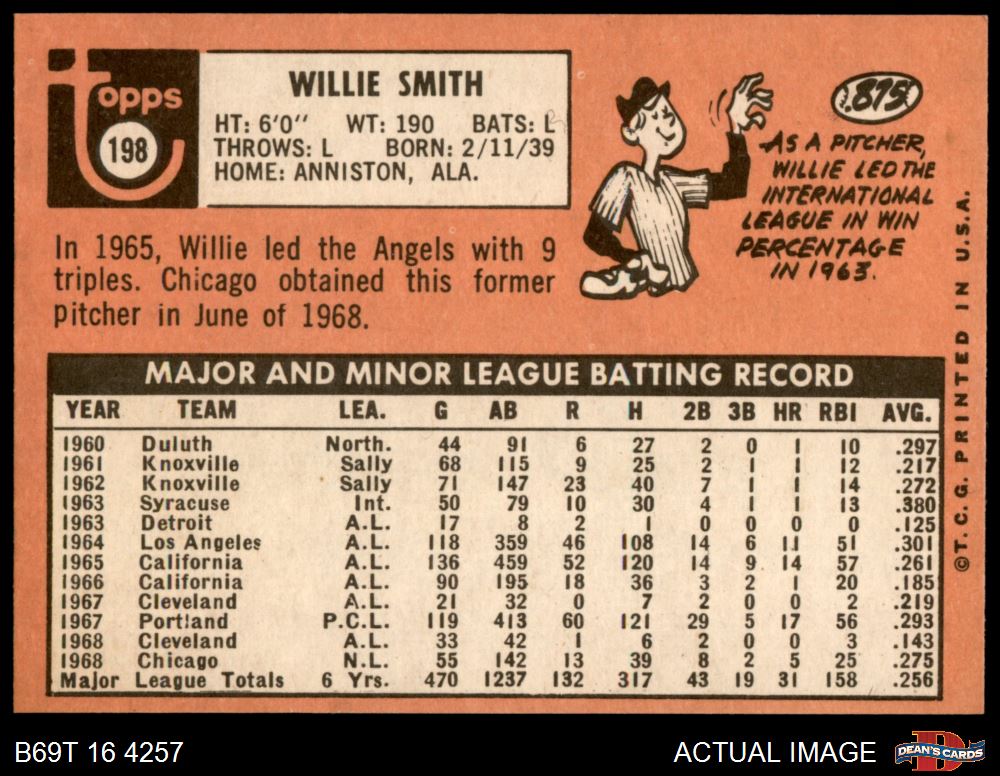 topps
198
WILLIE SMITH
HT: 6'0" WT: 190 BATS: L
THROWS: L BORN: 2/11/39
HOME: ANNISTON, ALA.
In 1965, Willie led the Angels with 9
triples. Chicago obtained this former
pitcher in June of 1968.
.875
AS A PITCHER,
WILLIE LED THE
INTERNATIONAL
LEAGUE IN WIN
PERCENTAGE
IN 1963.
MAJOR AND MINOR LEAGUE BATTING RECORD
YEAR TEAM LEA. G AB R H 2B 3B HR RBI AVG.
1960 Duluth North. 44 91 6 27 2 0 1 10 .297
1961 Knoxville Sally 68 115 9 25 2 1 1 12 .217
1962 Knoxville Sally 71 147 23 40 7 1 1 14 .272
1963 Syracuse Int. 50 79 10 30 4 1 1 13 .380
1963 Detroit A.L. 17 8 2 1 0 0 0 0 .125
1964 Los Angeles A.L. 118 359 46 108 14 6 11 51 .301
1965 California A.L. 136 459 52 120 14 9 14 57 .261
1966 California A.L. 90 195 18 36 3 2 1 20 .185
1967 Cleveland A.L. 21 32 0 7 2 0 0 2 .219
1967 Portland P.C.L. 119 413 60 121 29 5 17 56 .293
1968 Cleveland A.L. 33 42 1 6 2 0 0 3 .143
1968 Chicago N.L. 55 142 13 39 8 2 5 25 .275
Major League Totals 6 Yrs. 470 1237 132 317 43 19 31 158 .256
©T.C.G. PRINTED IN U.S.A.
B69T 16 4257
ACTUAL IMAGE
DEAN'S CARDS